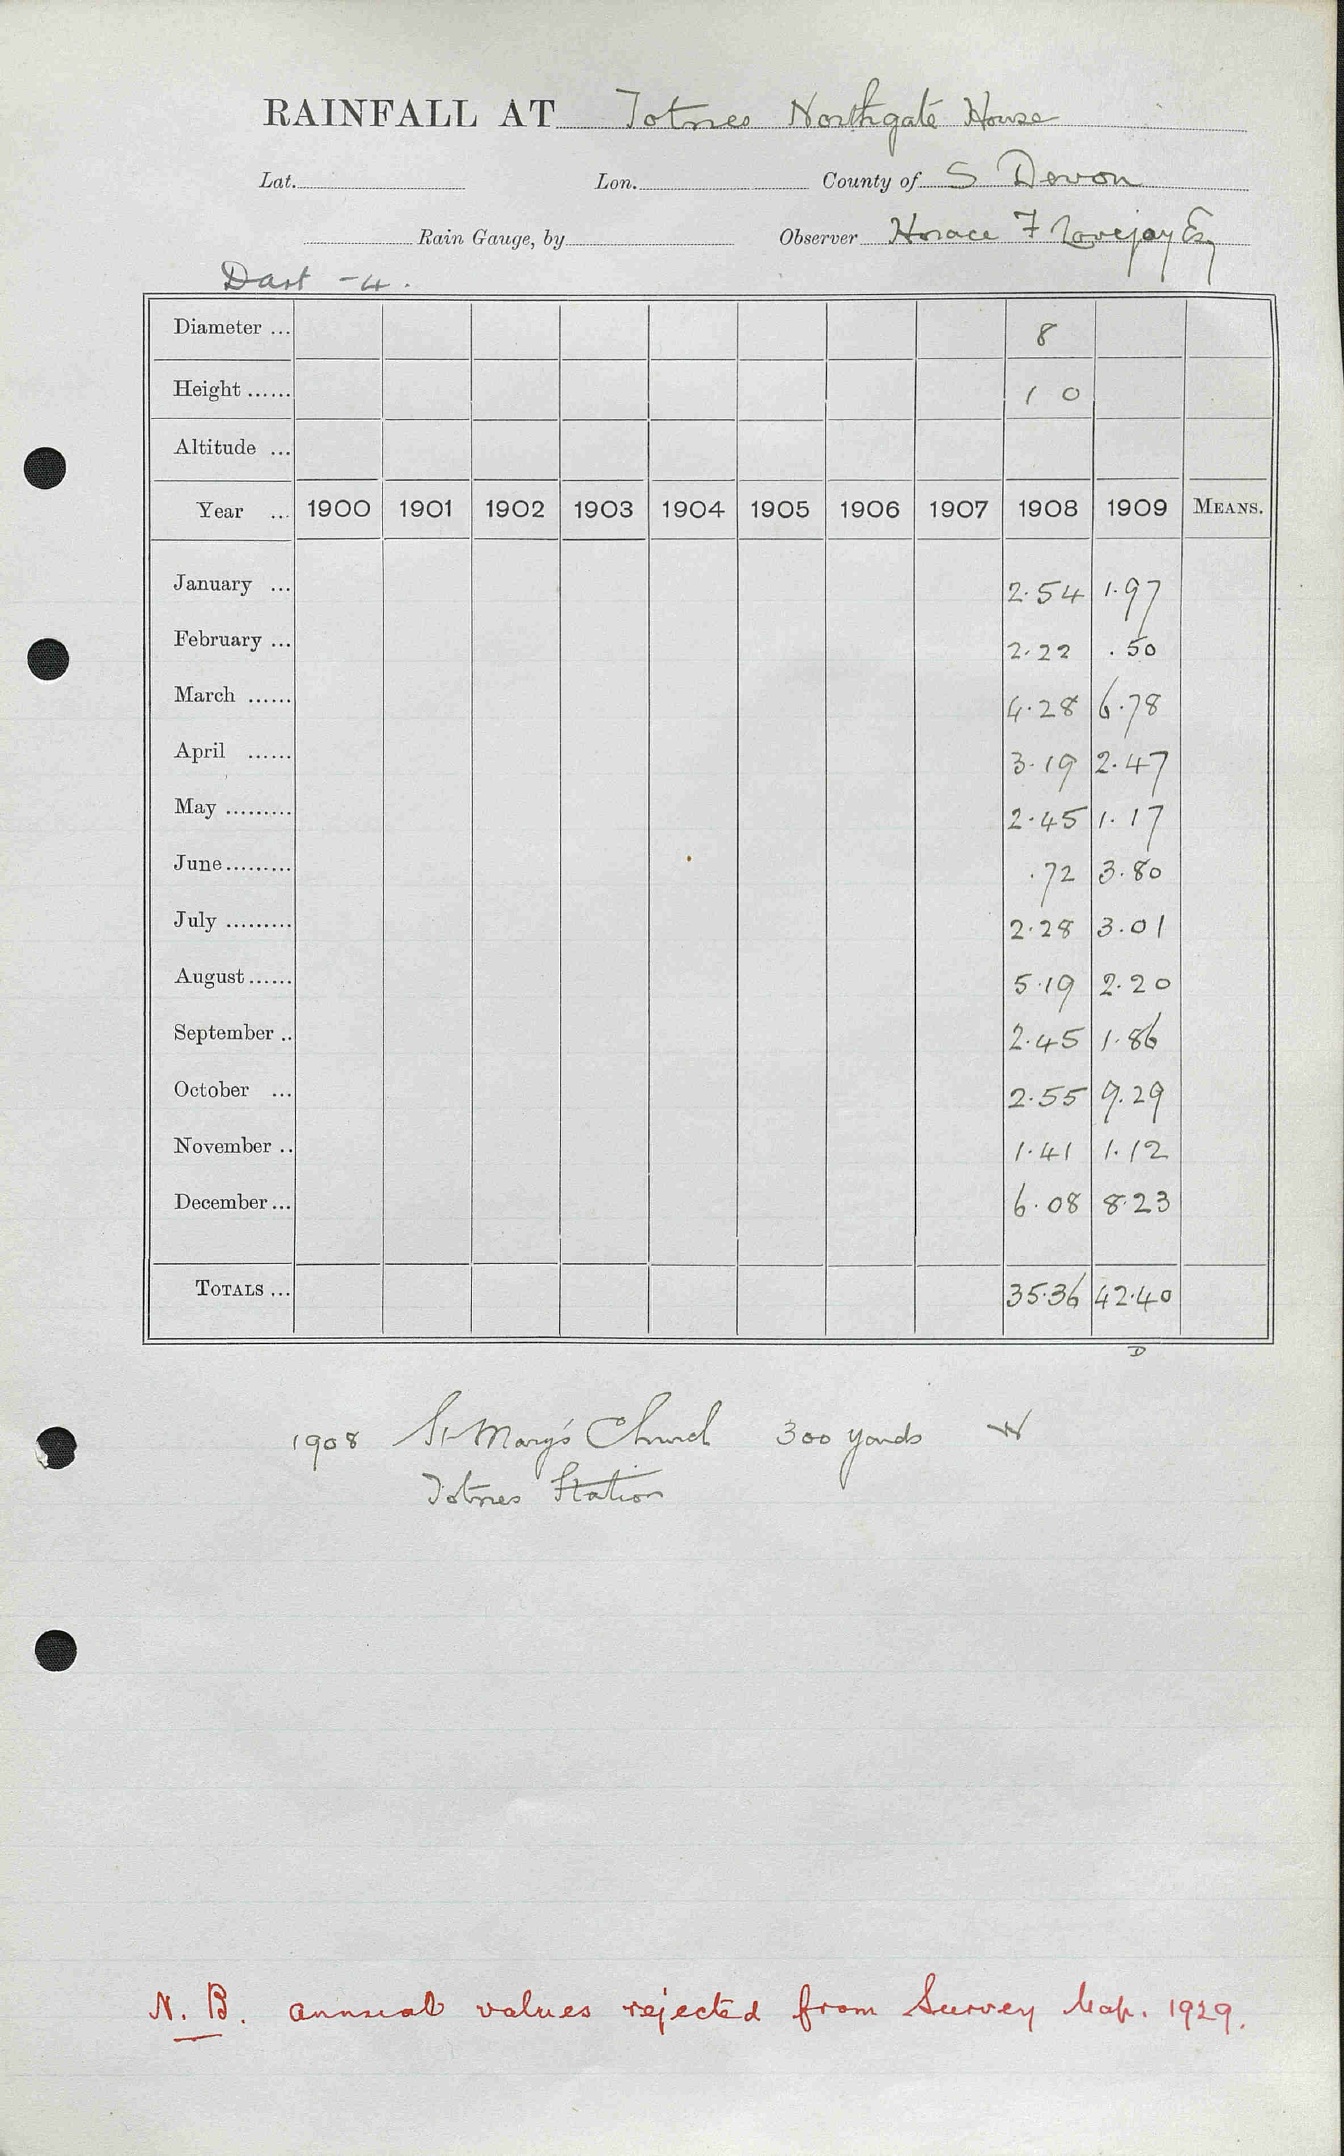 RAINFALL AT Totnes Northgate House
Lat. Lon. County of S Devon
Rain Gauge, by Observer Horace F Lovejoy Esq
Dart - 4.
Diameter ... 8
Height ...... 1 0
Altitude ...
Year ... 1900 1901 1902 1903 1904 1905 1906 1907 1908 1909 MEANS.
January ... 2.54 1.97
February ... 2.22 .50
March ...... 4.28 6.78
April ...... 3.19 2.47
May ......... 2.45 1.17
June ......... .72 3.80
July ......... 2.28 3.01
August ...... 5.19 2.20
September .. 2.45 1.86
October ... 2.55 9.29
November .. 1.41 1.12
December ... 6.08 8.23
TOTALS ... 35.36 42.40
D
1908 St Mary's Church 300 yards W
Totnes Station
N. B. annual values rejected from Survey Map. 1929.